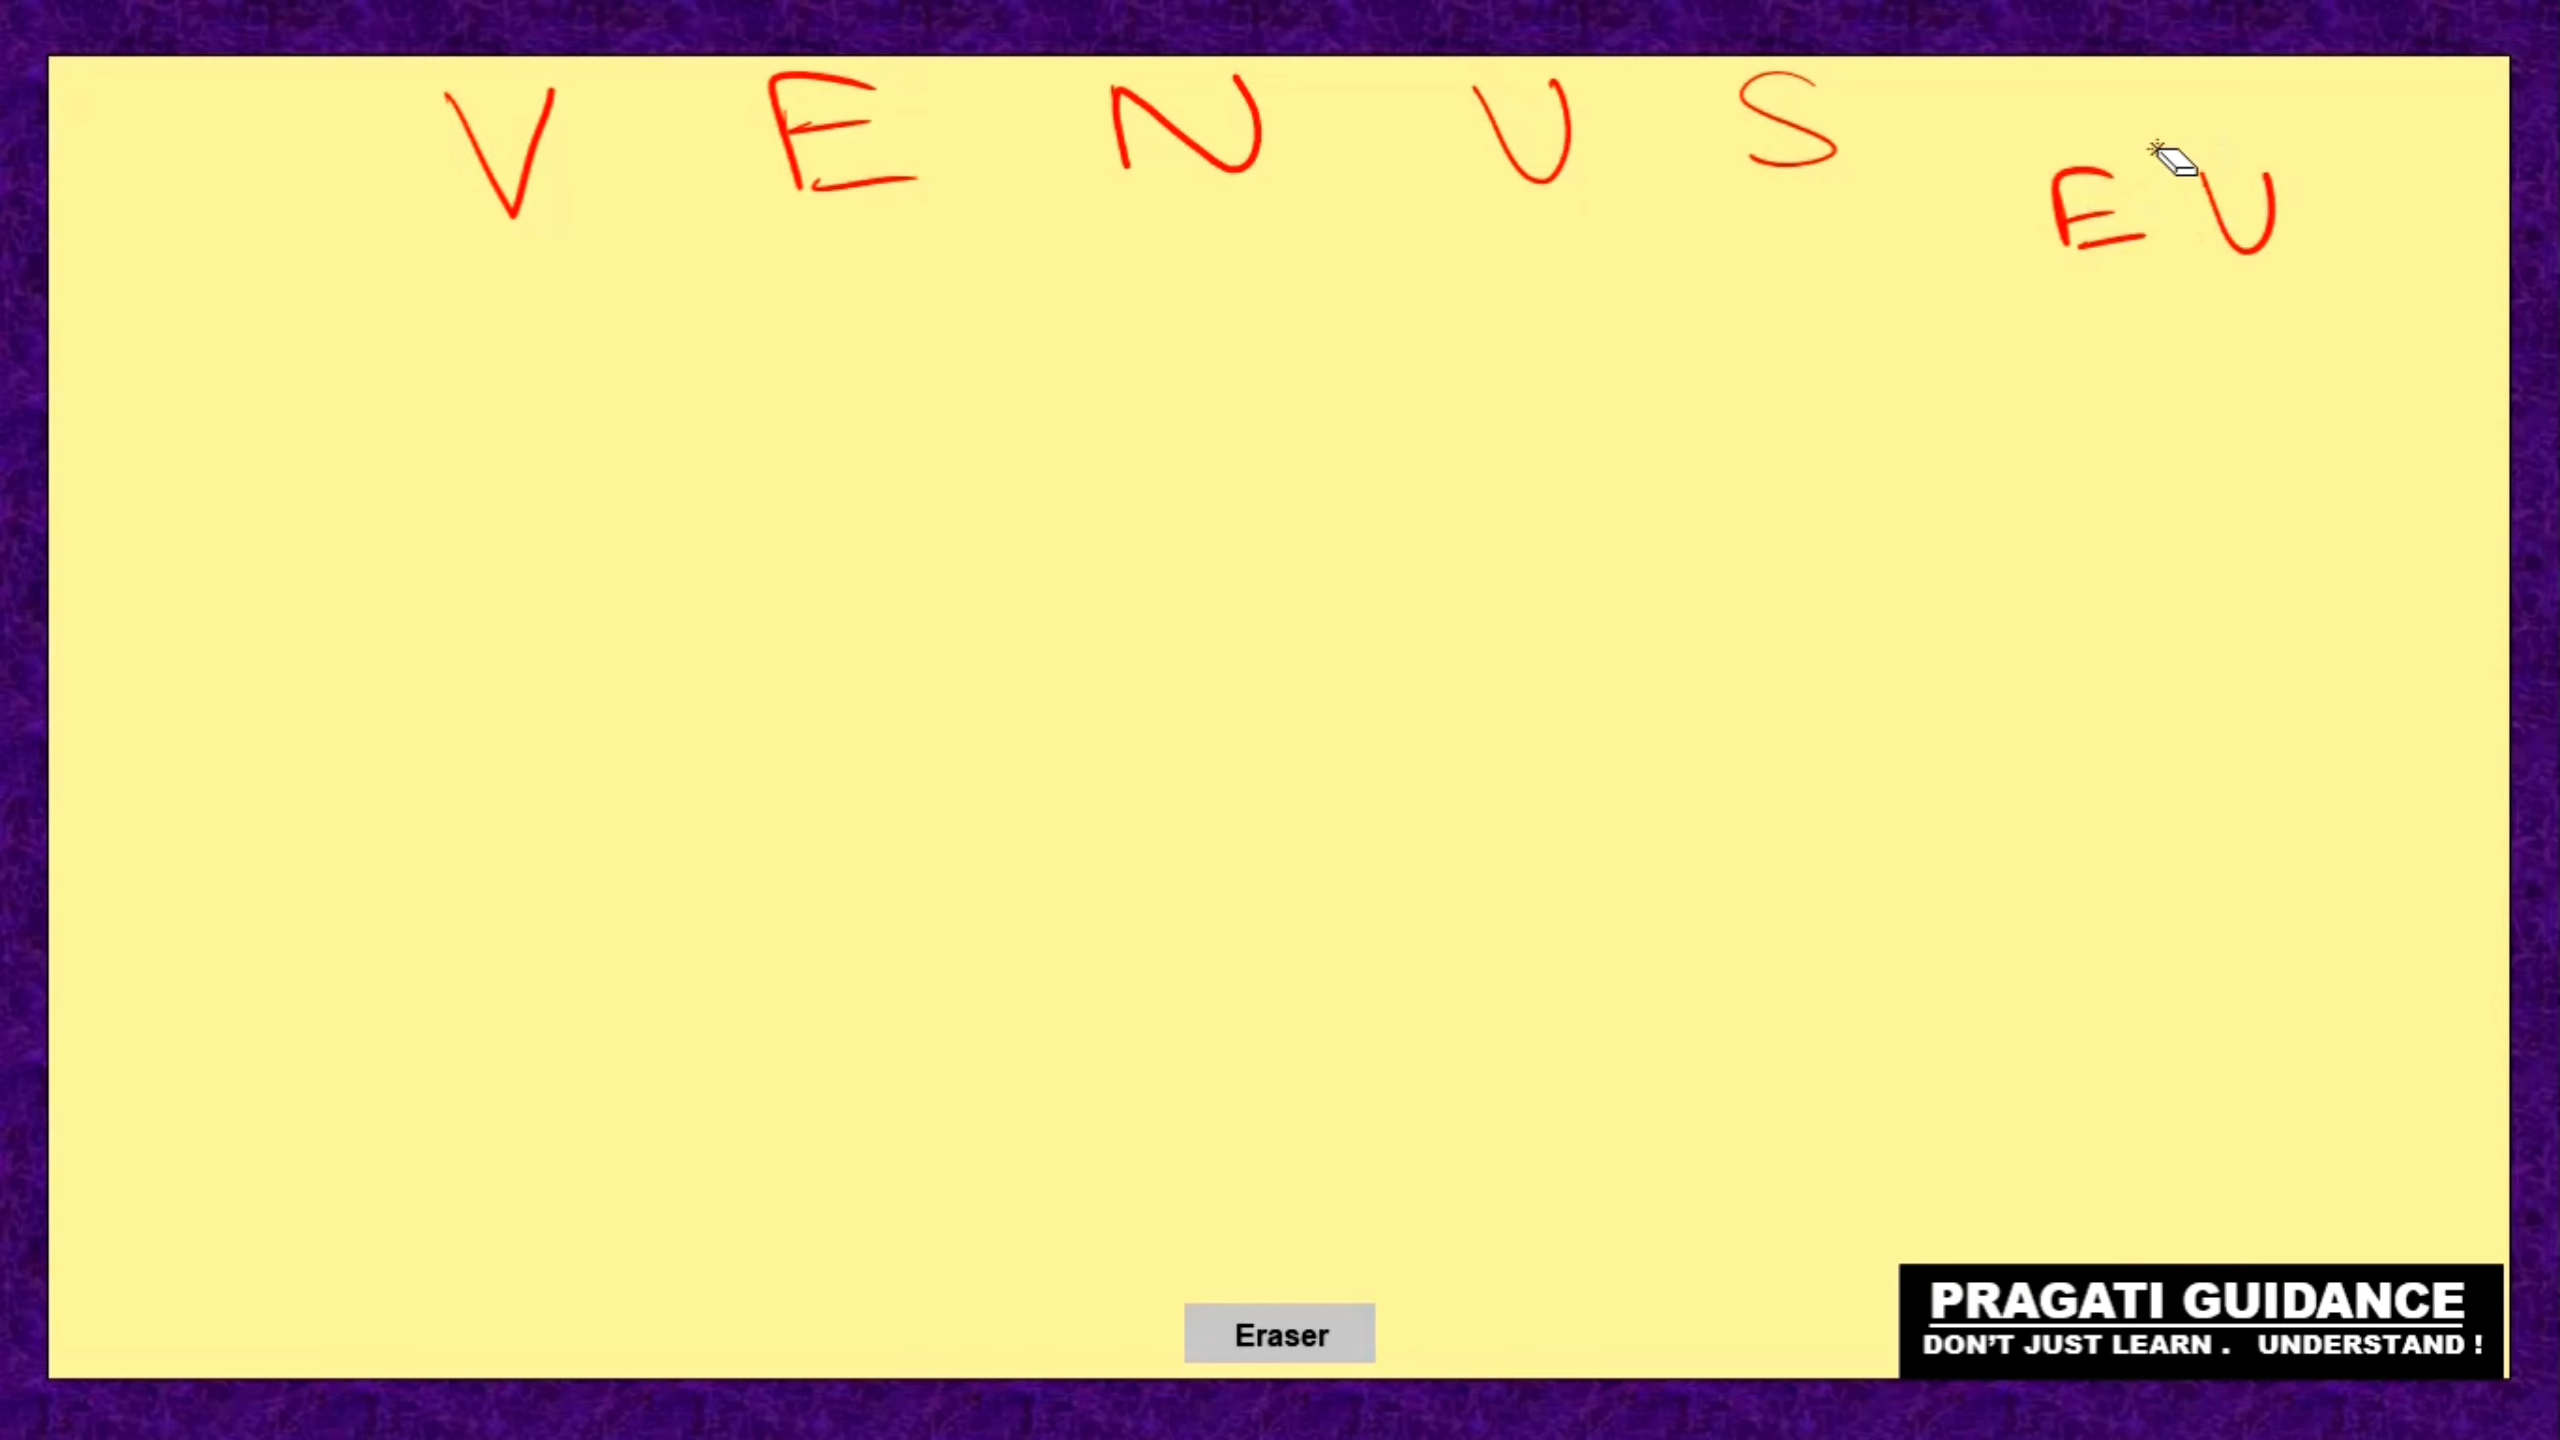 V E N U S
E U
Eraser
PRAGATI GUIDANCE
DON'T JUST LEARN . UNDERSTAND !